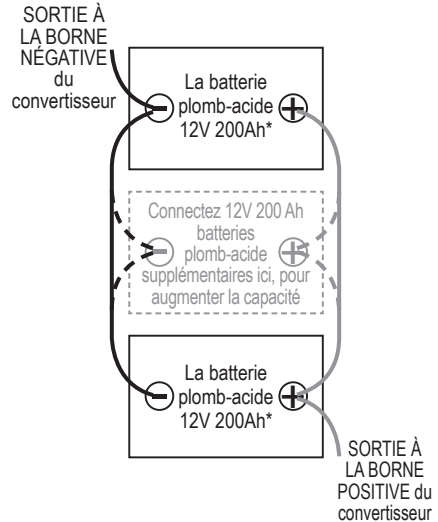 SORTIE À
LA BORNE
NÉGATIVE
du
convertisseur
La batterie
plomb-acide
12V 200Ah*
Connectez 12V 200 Ah
batteries
plomb-acide
supplémentaires ici, pour
augmenter la capacité
La batterie
plomb-acide
12V 200Ah*
SORTIE À
LA BORNE
POSITIVE du
convertisseur